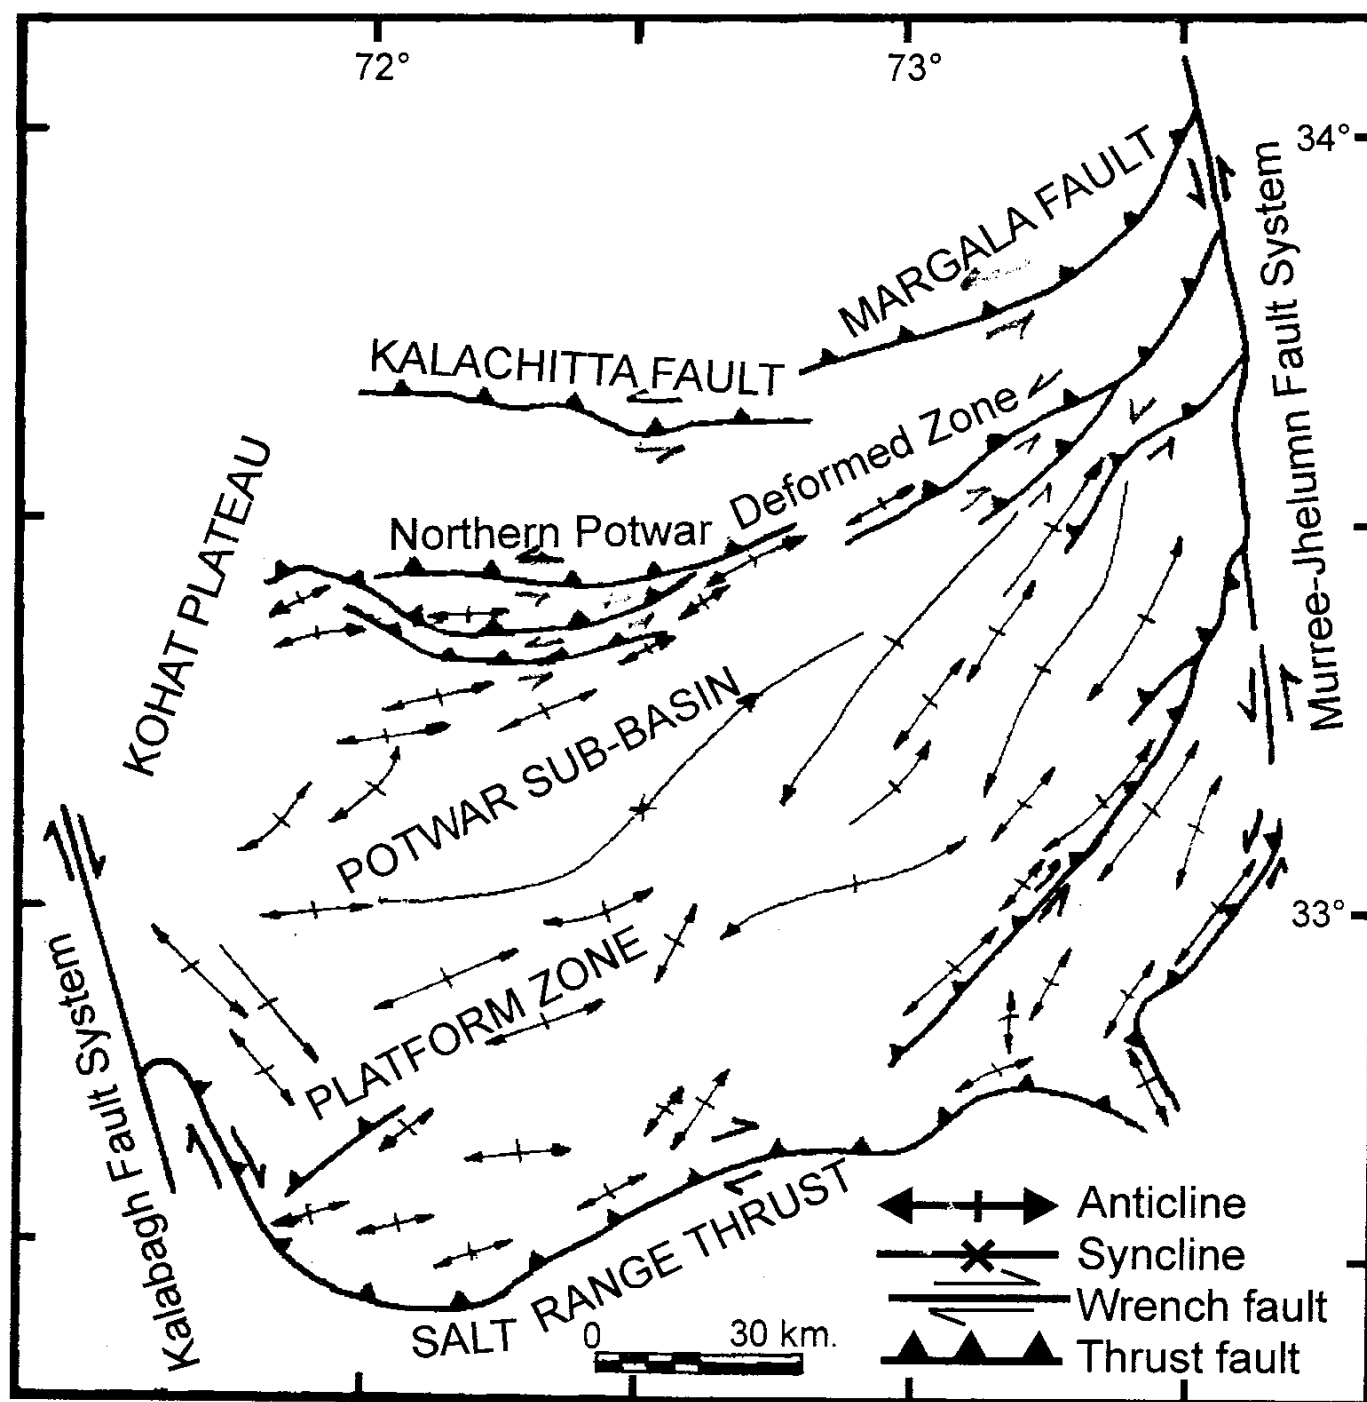 72°
73°
34°
MARGALA FAULT
KALACHITTA FAULT
Murree-Jhelumn Fault System
Northern Potwar Deformed Zone
KOHAT PLATEAU
POTWAR SUB-BASIN
33°
PLATFORM ZONE
Kalabagh Fault System
SALT RANGE THRUST
Anticline
Syncline
Wrench fault
Thrust fault
0 30 km.